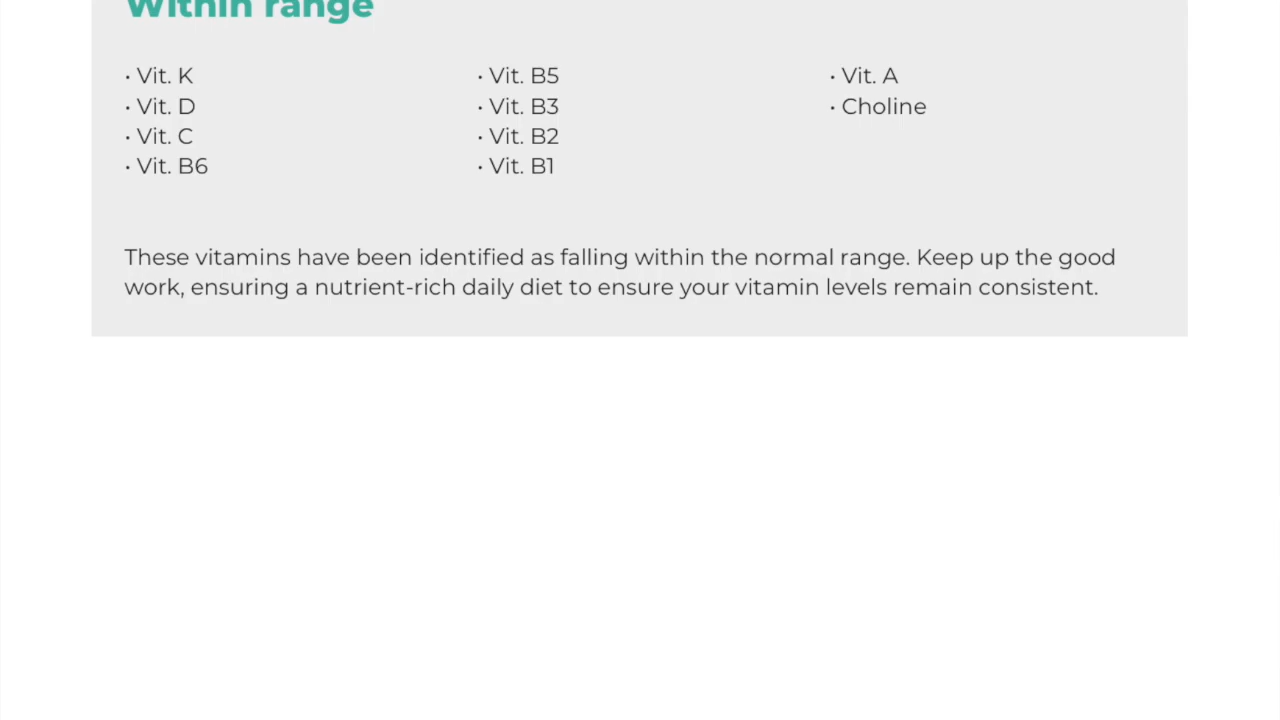 Within range
• Vit. K
• Vit. D
• Vit. C
• Vit. B6
• Vit. B5
• Vit. B3
• Vit. B2
• Vit. B1
• Vit. A
• Choline
These vitamins have been identified as falling within the normal range. Keep up the good
work, ensuring a nutrient-rich daily diet to ensure your vitamin levels remain consistent.